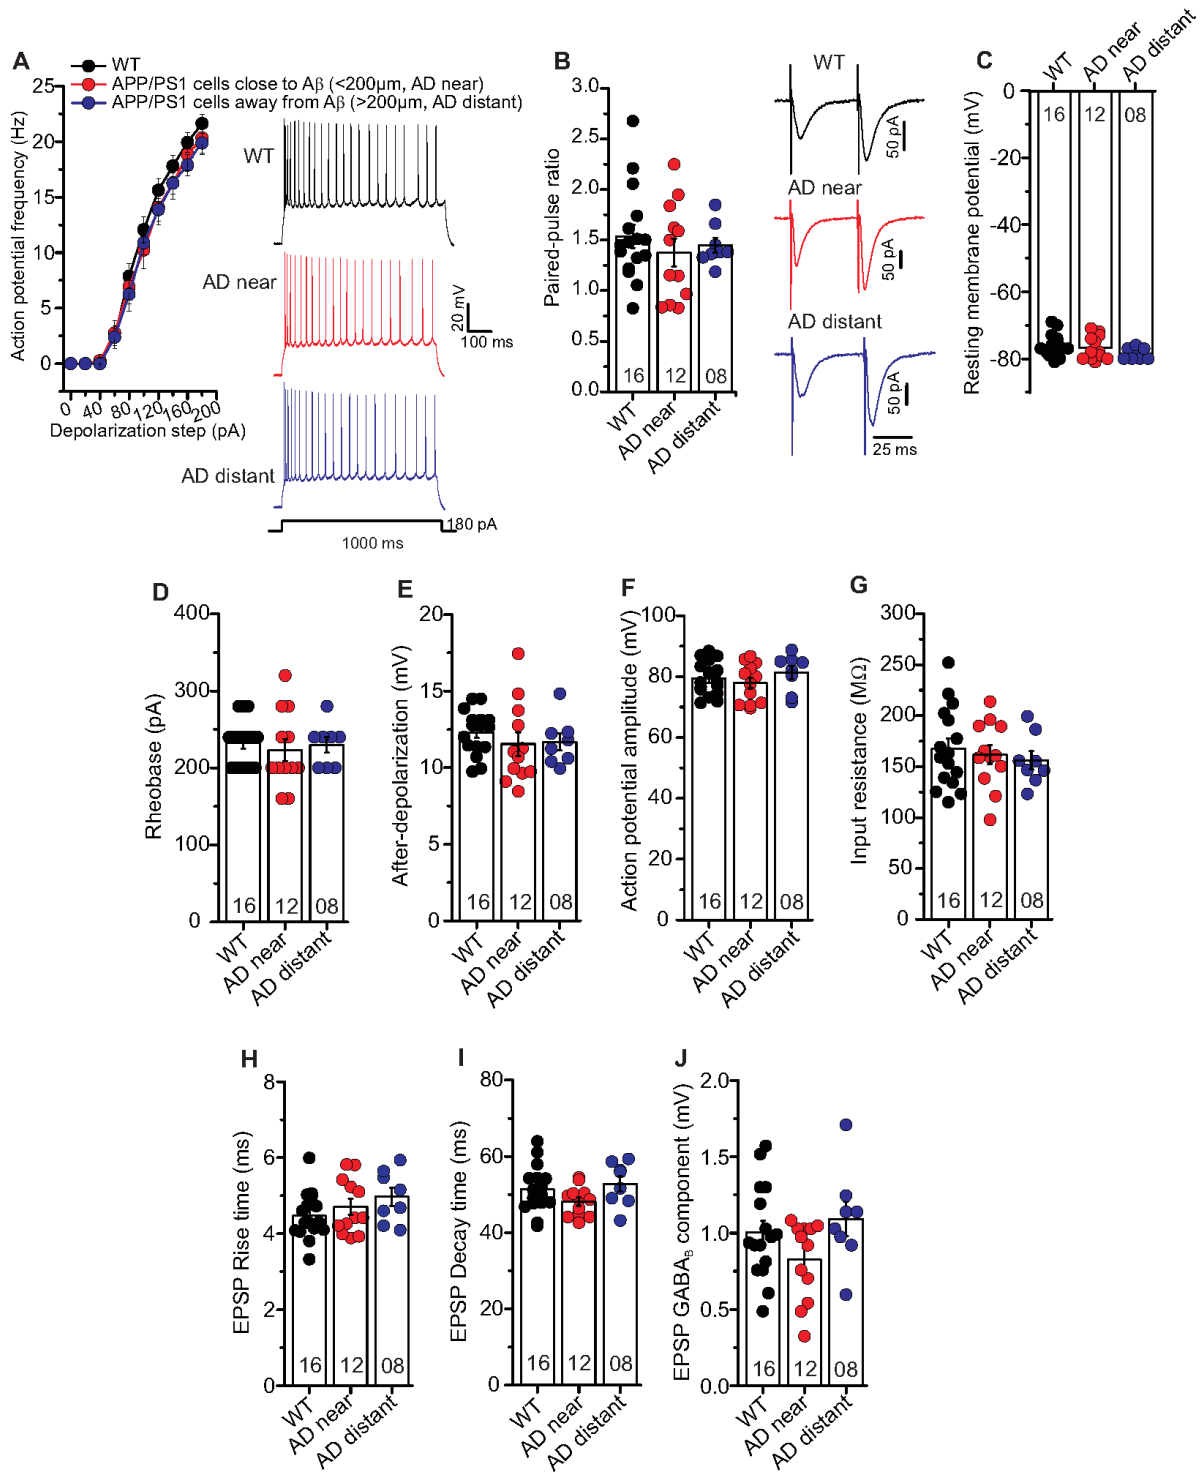 A
WT
APP/PS1 cells close to Aβ (<200µm, AD near)
APP/PS1 cells away from Aβ (>200µm, AD distant)
Action potential frequency (Hz)
25
20
15
10
5
0
0
40
80
120
160
200
Depolarization step (pA)
WT
AD near
AD distant
20 mV
100 ms
180 pA
1000 ms
B
Paired-pulse ratio
3.0
2.5
2.0
1.5
1.0
0.5
0.0
16
12
08
WT
AD near
AD distant
WT
50 pA
AD near
50 pA
AD distant
50 pA
25 ms
C
WT
AD near
AD distant
Resting membrane potential (mV)
0
-20
-40
-60
-80
16
12
08
D
Rheobase (pA)
400
300
200
100
0
16
12
08
WT
AD near
AD distant
E
After-depolarization (mV)
20
15
10
5
0
16
12
08
WT
AD near
AD distant
F
Action potential amplitude (mV)
100
80
60
40
20
0
16
12
08
WT
AD near
AD distant
G
Input resistance (MΩ)
300
250
200
150
100
50
0
16
12
08
WT
AD near
AD distant
H
EPSP Rise time (ms)
8
6
4
2
0
16
12
08
WT
AD near
AD distant
I
EPSP Decay time (ms)
80
60
40
20
0
16
12
08
WT
AD near
AD distant
J
EPSP GABAB component (mV)
2.0
1.5
1.0
0.5
0.0
16
12
08
WT
AD near
AD distant